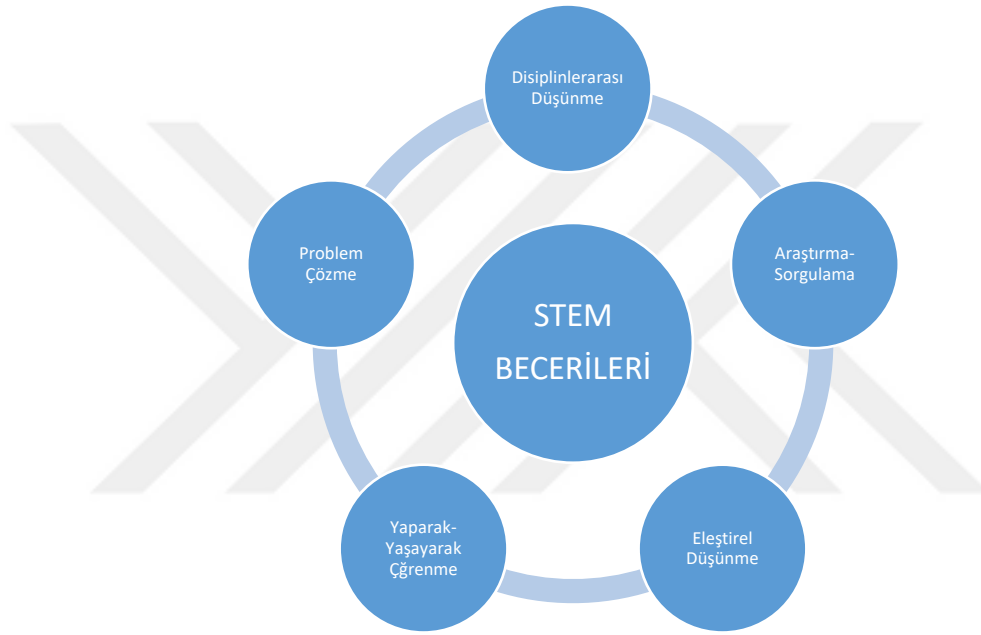 Disiplinlerarası
Düşünme
Araştırma-
Sorgulama
Eleştirel
Düşünme
Yaparak-
Yaşayarak
Çğrenme
Problem
Çözme
STEM
BECERİLERİ